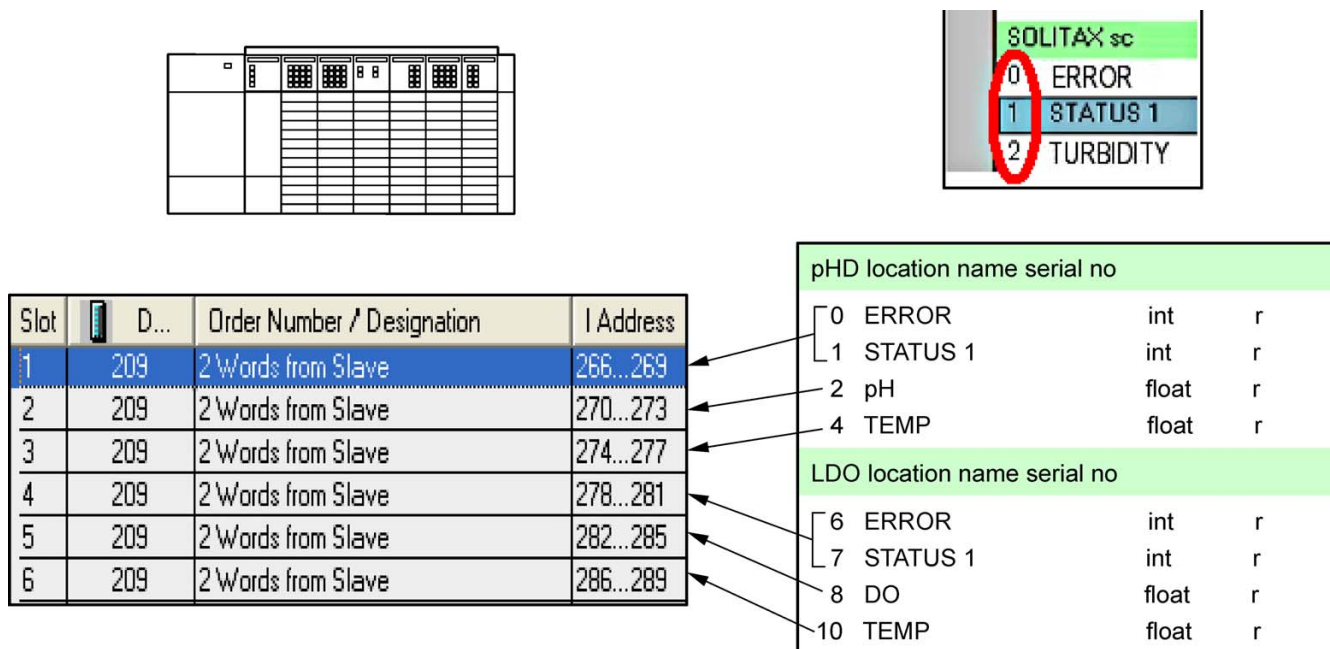 SOLITAX sc
0 ERROR
1 STATUS 1
2 TURBIDITY
Slot D... Order Number / Designation I Address
1 209 2 Words from Slave 266...269
2 209 2 Words from Slave 270...273
3 209 2 Words from Slave 274...277
4 209 2 Words from Slave 278...281
5 209 2 Words from Slave 282...285
6 209 2 Words from Slave 286...289
pHD location name serial no
0 ERROR int r
1 STATUS 1 int r
2 pH float r
4 TEMP float r
LDO location name serial no
6 ERROR int r
7 STATUS 1 int r
8 DO float r
10 TEMP float r